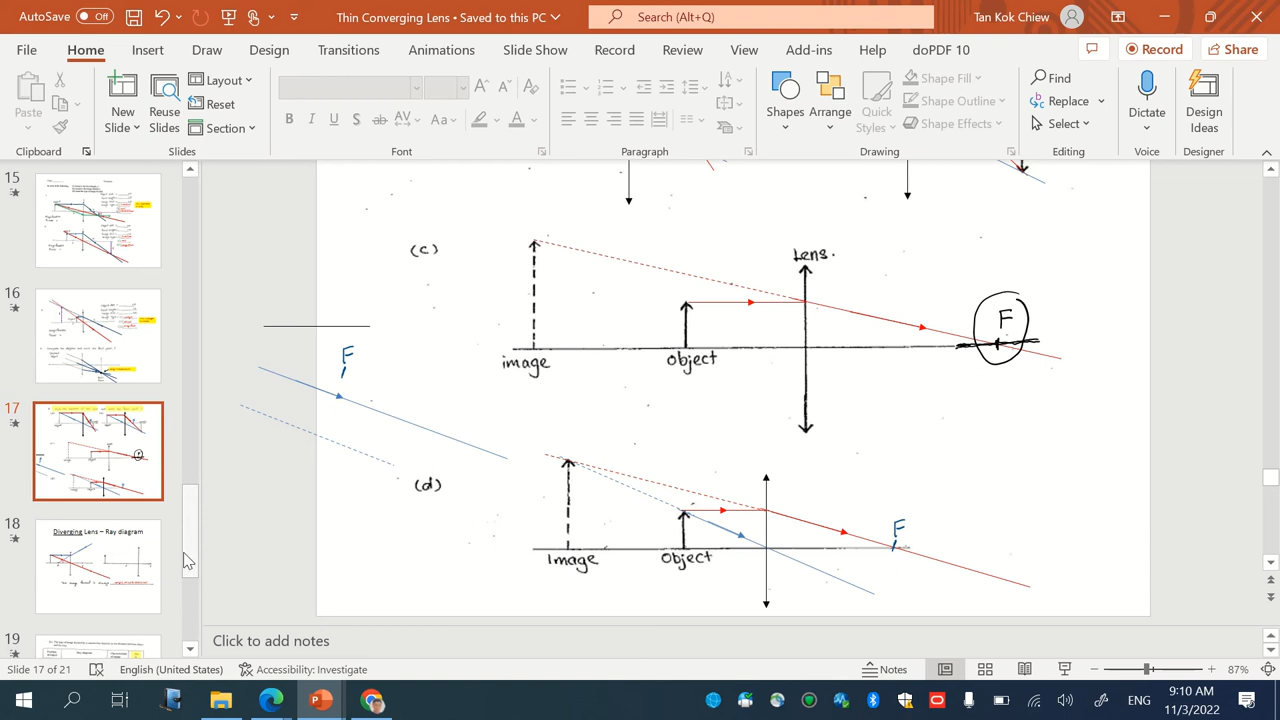 AutoSave Off
Thin Converging Lens • Saved to this PC
Search (Alt+Q)
Tan Kok Chiew
File Home Insert Draw Design Transitions Animations Slide Show Record Review View Add-ins Help doPDF 10
Record Share
Paste
New Slides
Reuse Slides
Layout
Reset
Section
Shapes
Arrange
Quick Styles
Shape Fill
Shape Outline
Shape Effects
Find
Replace
Select
Dictate
Design Ideas
Clipboard Slides Font Paragraph Drawing Editing Voice Designer
15
16
17
18
Diverging Lens – Ray diagram
19
(c)
Lens.
F
image
object
F
(d)
F
Image
Object
Click to add notes
Slide 17 of 21
English (United States)
Accessibility: Investigate
Notes
87%
ENG
9:10 AM
11/3/2022